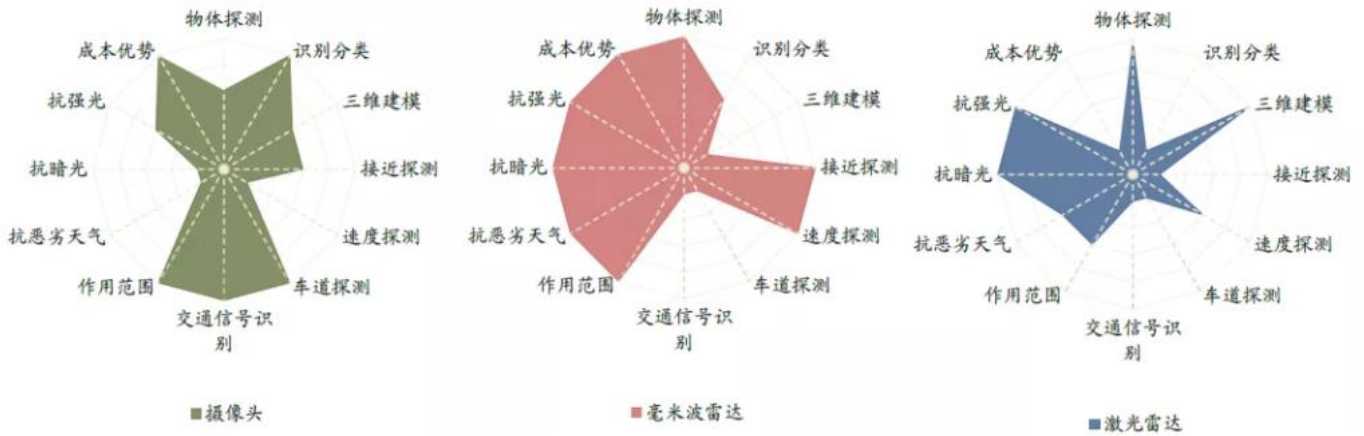 物体探测
识别分类
三维建模
接近探测
速度探测
车道探测
交通信号识
别
作用范围
抗恶劣天气
抗暗光
抗强光
成本优势
摄像头
物体探测
识别分类
三维建模
接近探测
速度探测
车道探测
交通信号识
别
作用范围
抗恶劣天气
抗暗光
抗强光
成本优势
毫米波雷达
物体探测
识别分类
三维建模
接近探测
速度探测
车道探测
交通信号识
别
作用范围
抗恶劣天气
抗暗光
抗强光
成本优势
激光雷达